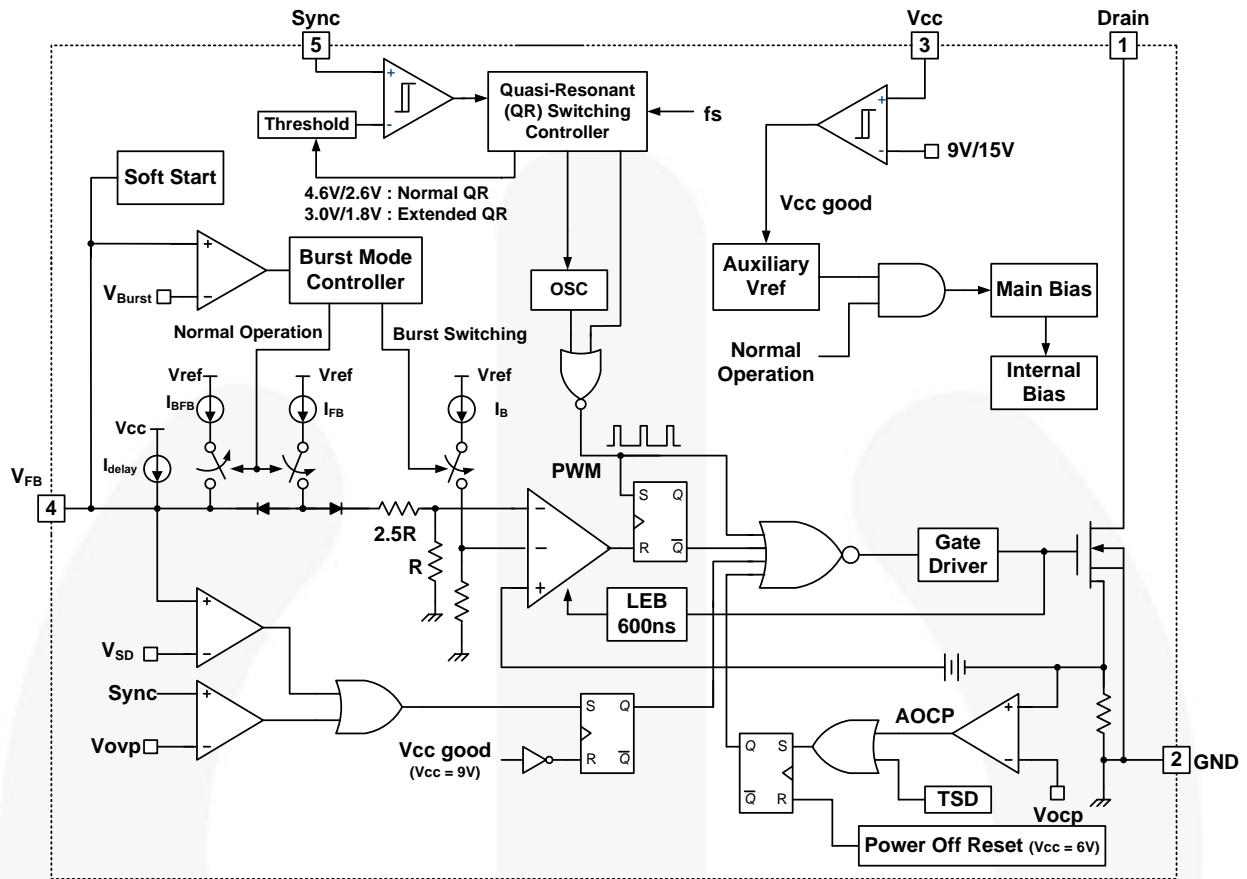 Sync
Vcc
Drain
5
3
1
Quasi-Resonant
(QR) Switching
Controller
fs
+
-
Threshold
+
-
9V/15V
Soft Start
4.6V/2.6V : Normal QR
3.0V/1.8V : Extended QR
Vcc good
+
−
VBurst
Burst Mode
Controller
OSC
Auxiliary
Vref
Main Bias
Normal Operation
Burst Switching
Normal
Operation
Internal
Bias
Vref
Vref
Vref
IBFB
IFB
IB
Vcc
Idelay
VFB
4
PWM
2.5R
R
−
−
+
S
Q
R
Q
Gate
Driver
LEB
600ns
+
−
VSD
Sync
+
−
Vovp
S
Q
R
Q
Vcc good
(Vcc = 9V)
AOCP
+
−
Q
S
Q
R
TSD
Vocp
2
GND
Power Off Reset (Vcc = 6V)